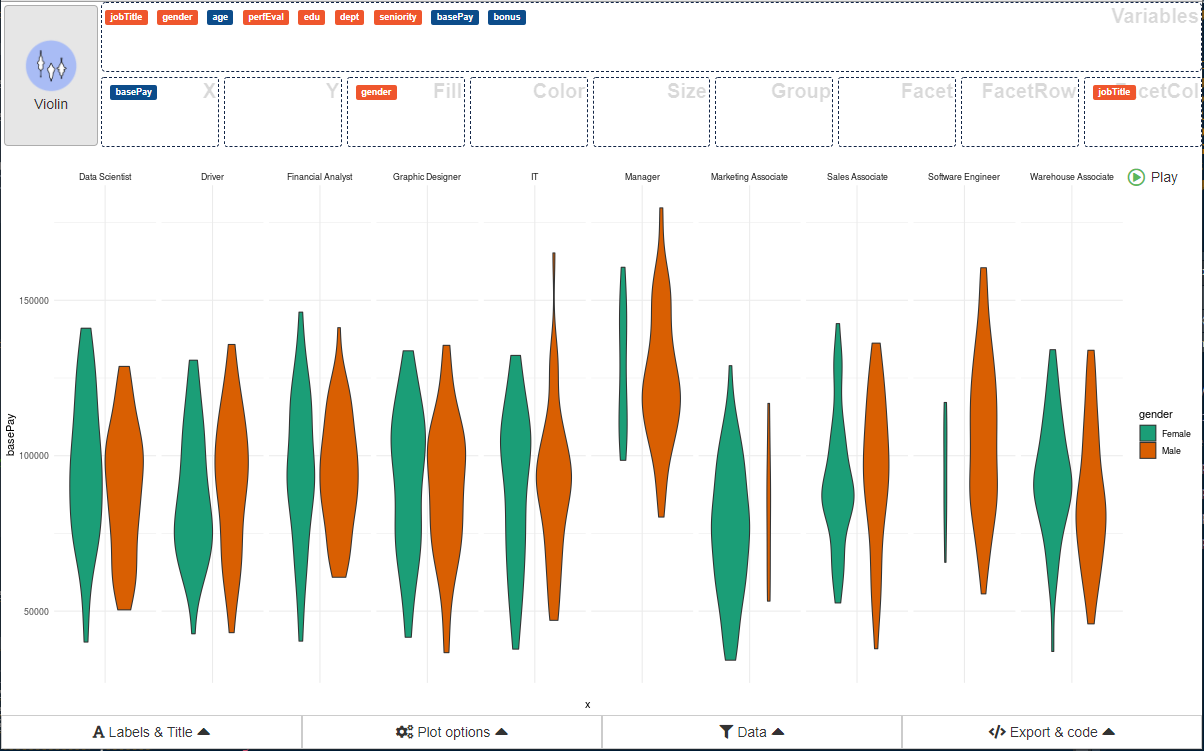 jobTitle gender age perfEval edu dept seniority basePay bonus Variables
Violin
basePay X Y gender Fill Color Size Group Facet FacetRow jobTitle FacetCol
Data Scientist Driver Financial Analyst Graphic Designer IT Manager Marketing Associate Sales Associate Software Engineer Warehouse Associate Play
150000
100000
50000
basePay
gender
Female
Male
x
Labels & Title Plot options Data Export & code